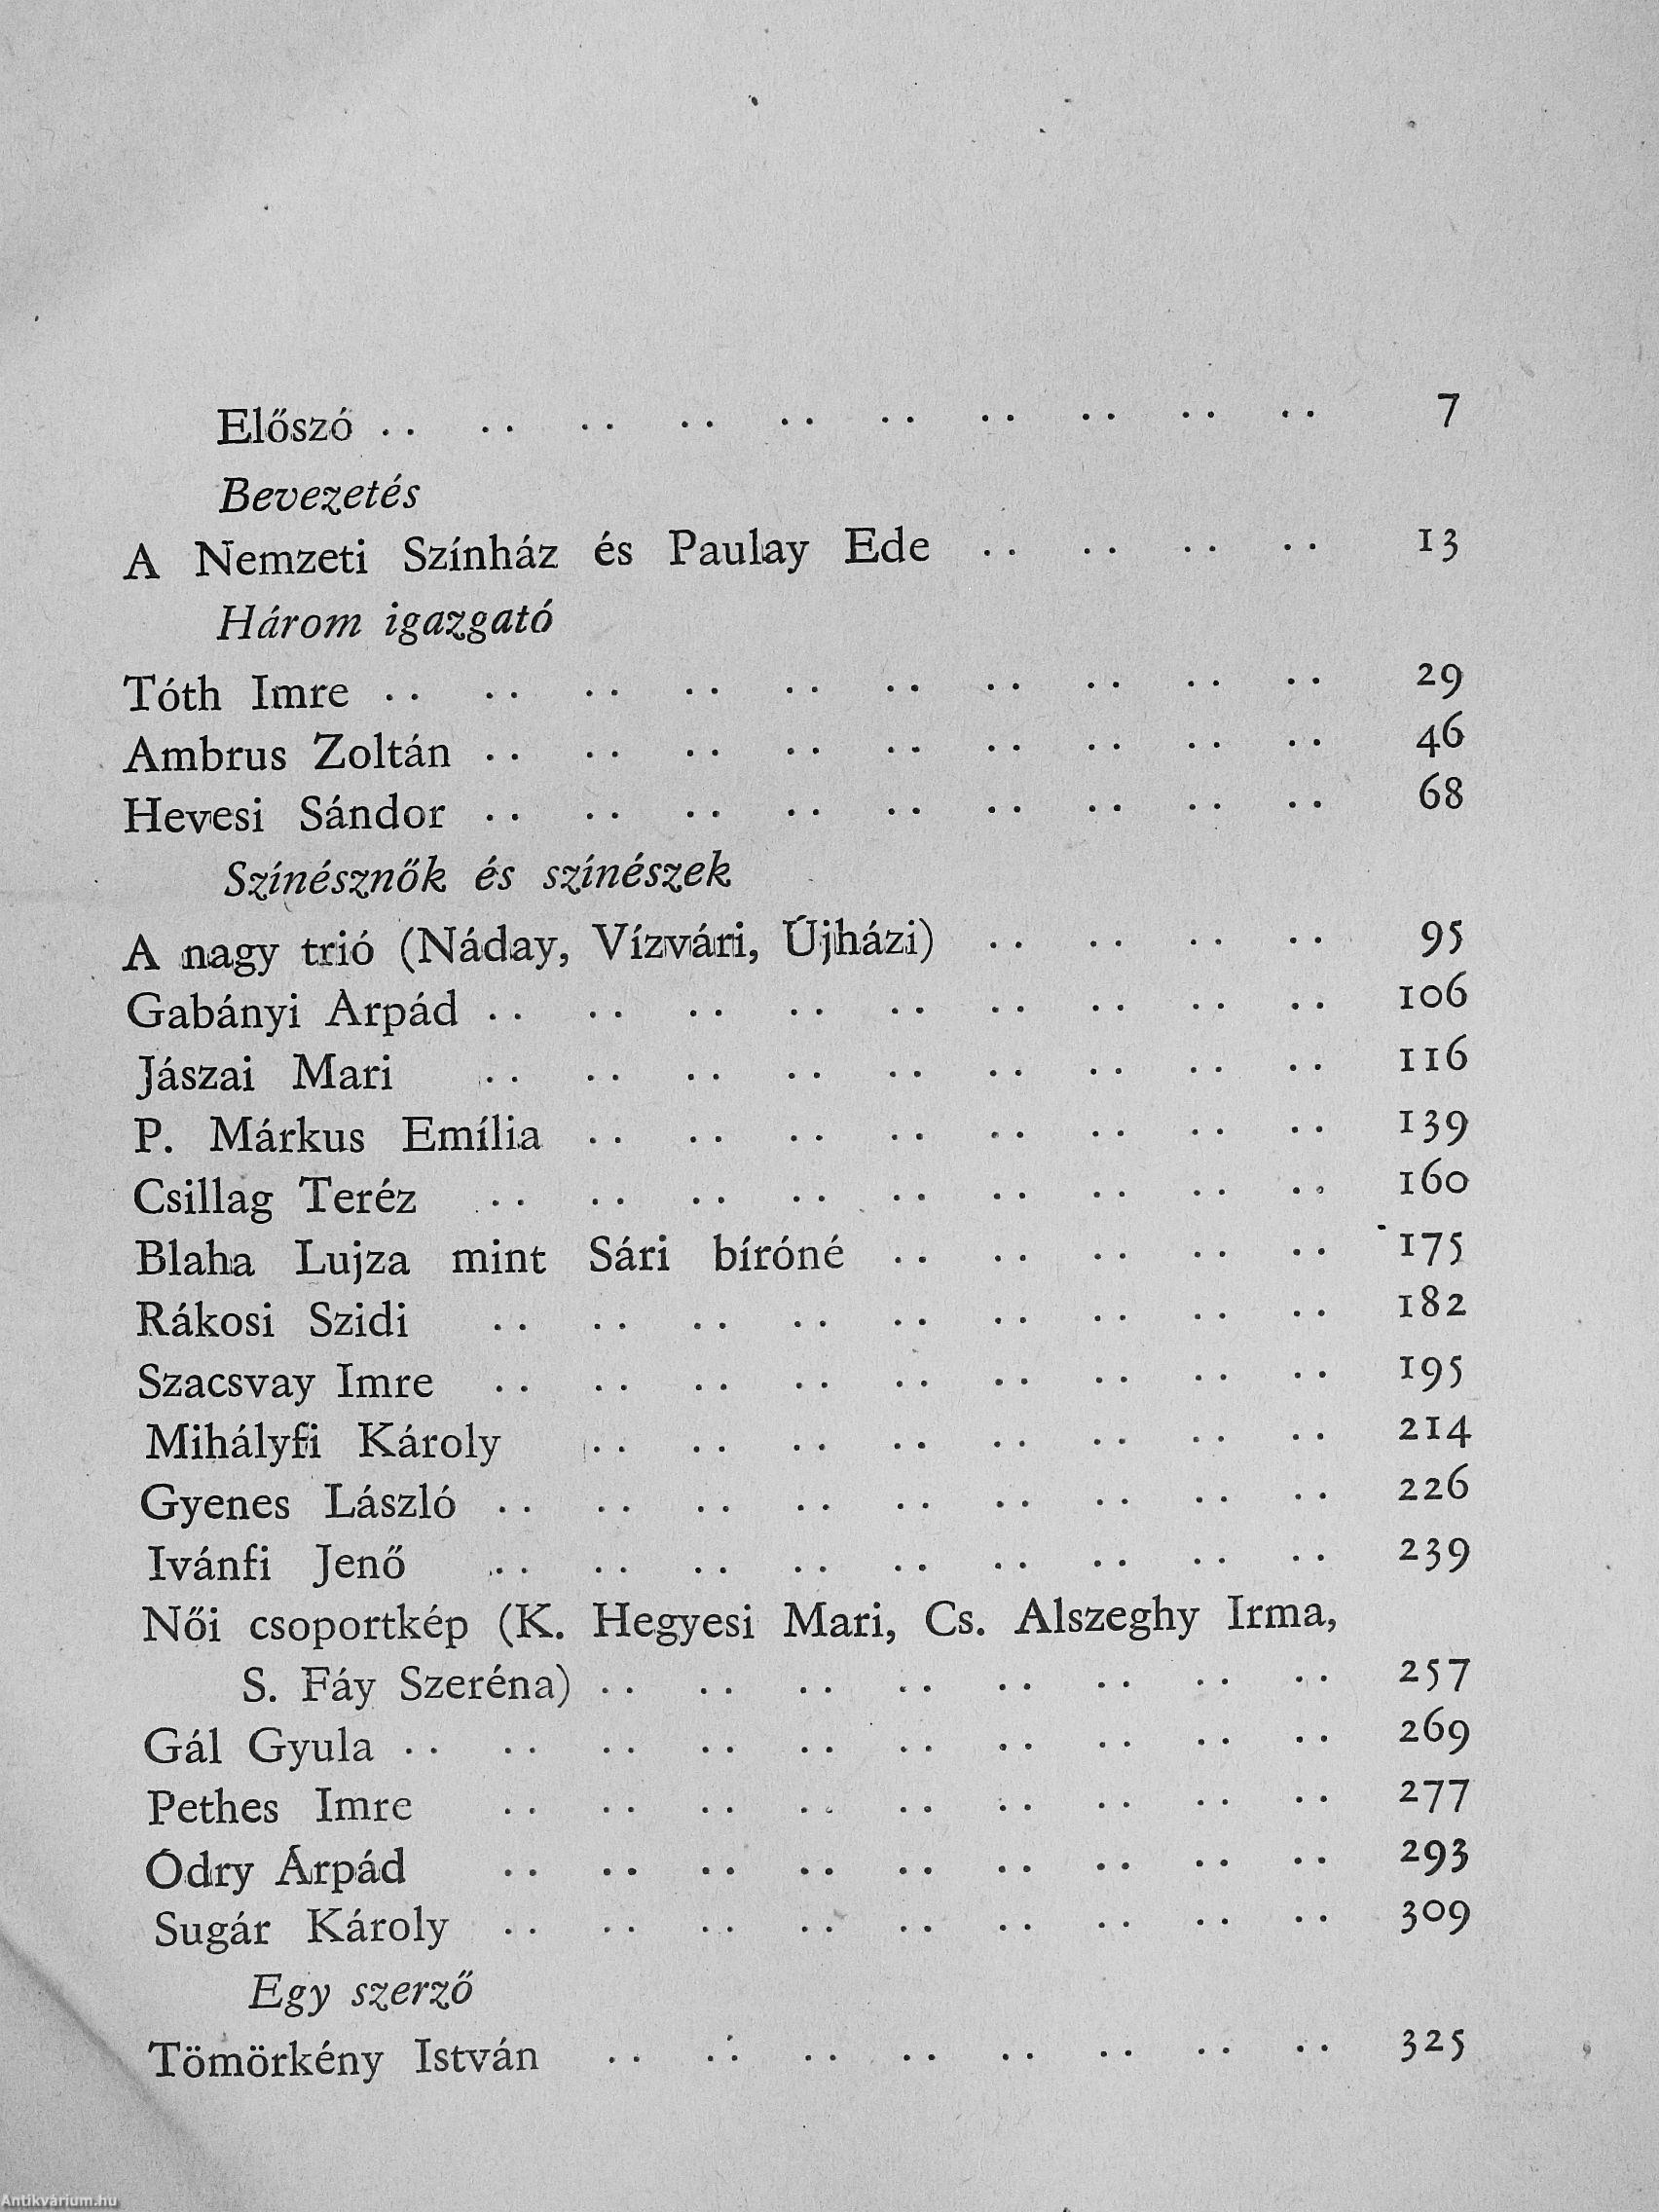 Előszó .. .. .. .. .. .. .. .. .. .. 7
Bevezetés
A Nemzeti Színház és Paulay Ede .. .. .. .. 13
Három igazgató
Tóth Imre .. .. .. .. .. .. .. .. .. .. 29
Ambrus Zoltán .. .. .. .. .. .. .. .. .. 46
Hevesi Sándor .. .. .. .. .. .. .. .. .. 68
Színésznők és színészek
A nagy trió (Náday, Vízvári, Újházi) .. .. .. .. 95
Gabányi Árpád .. .. .. .. .. .. .. .. .. 106
Jászai Mari .. .. .. .. .. .. .. .. .. 116
P. Márkus Emília .. .. .. .. .. .. .. .. 139
Csillag Teréz .. .. .. .. .. .. .. .. .. 160
Blaha Lujza mint Sári bíróné .. .. .. .. .. 175
Rákosi Szidi .. .. .. .. .. .. .. .. .. 182
Szacsvay Imre .. .. .. .. .. .. .. .. .. 195
Mihályfi Károly .. .. .. .. .. .. .. .. 214
Gyenes László .. .. .. .. .. .. .. .. .. 226
Ivánfi Jenő .. .. .. .. .. .. .. .. .. 239
Női csoportkép (K. Hegyesi Mari, Cs. Alszeghy Irma,
S. Fáy Szeréna) .. .. .. .. .. .. .. .. 257
Gál Gyula .. .. .. .. .. .. .. .. .. .. 269
Pethes Imre .. .. .. .. .. .. .. .. .. 277
Ódry Árpád .. .. .. .. .. .. .. .. .. 293
Sugár Károly .. .. .. .. .. .. .. .. .. 309
Egy szerző
Tömörkény István .. .. .. .. .. .. .. .. 325
Antikvárium.hu